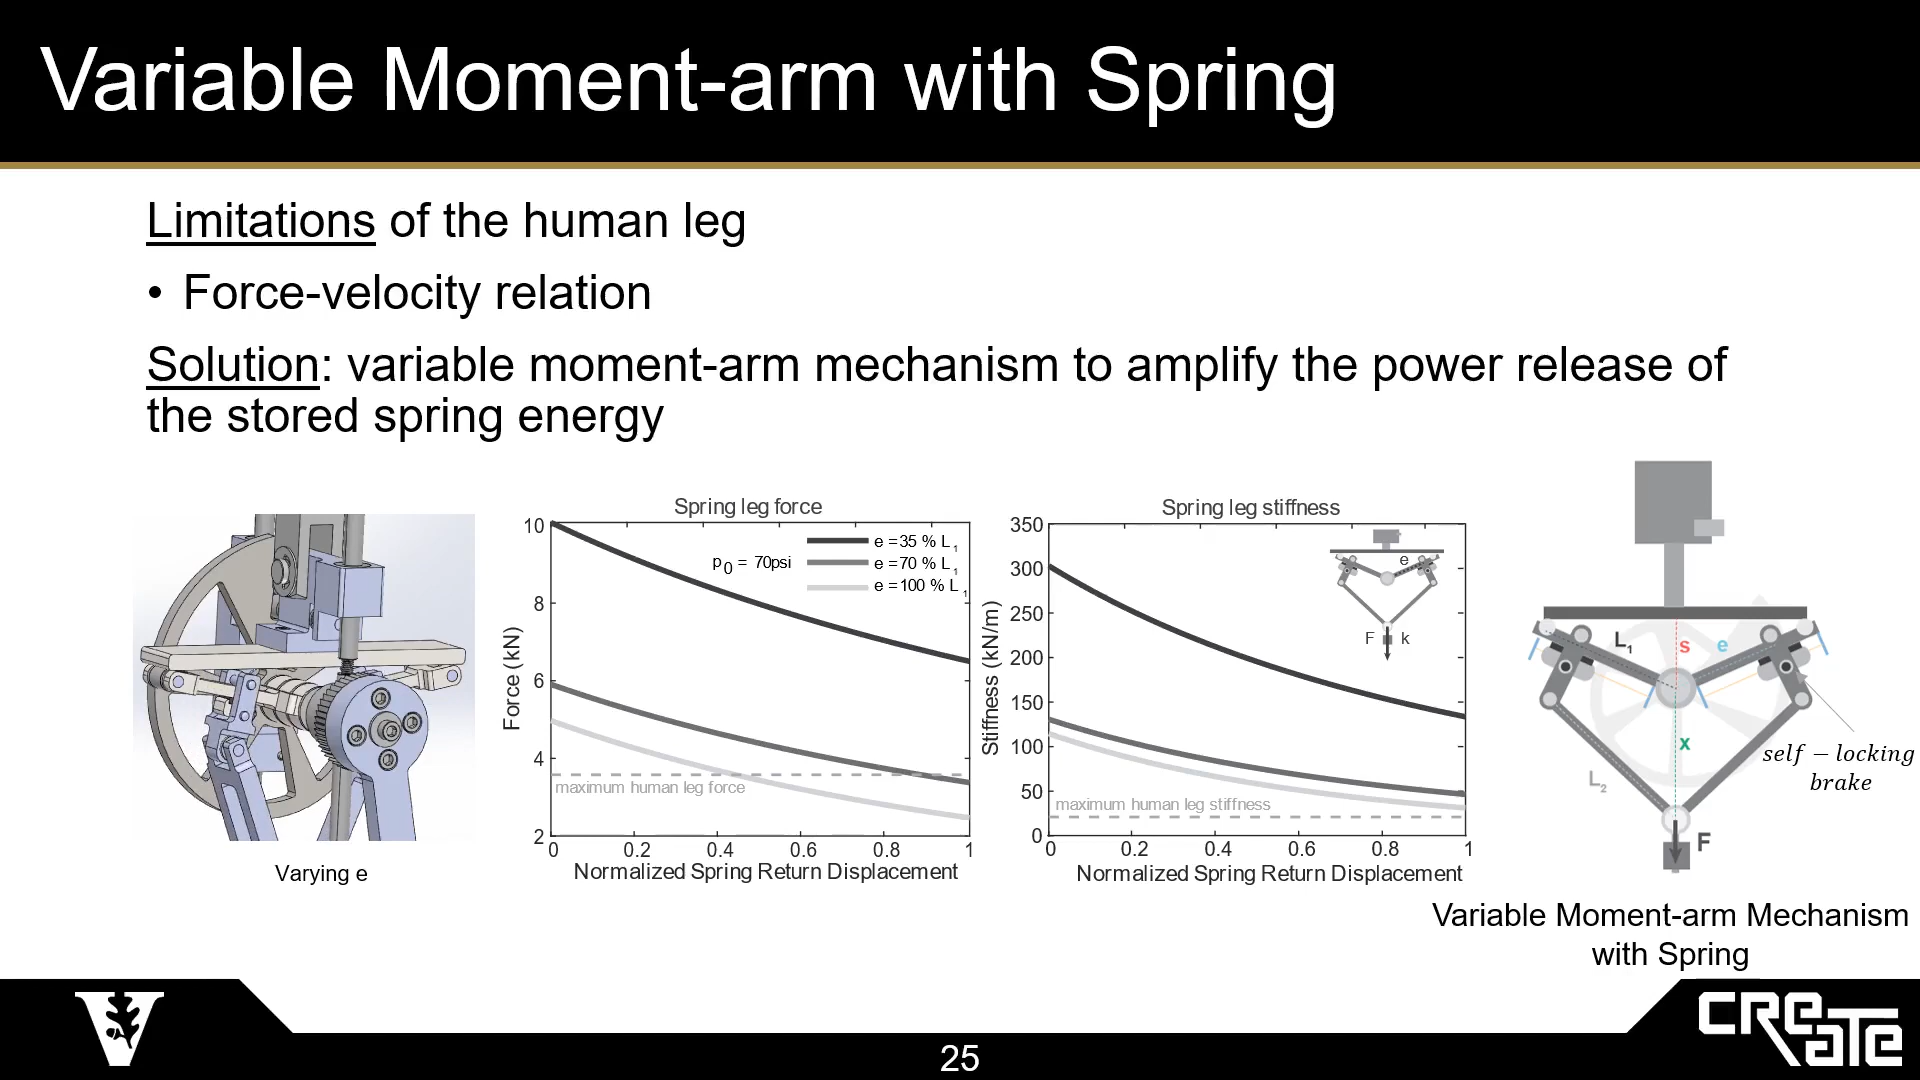 Variable Moment-arm with Spring
Limitations of the human leg
• Force-velocity relation
Solution: variable moment-arm mechanism to amplify the power release of
the stored spring energy
Varying e
Spring leg force
p0 = 70psi
e =35 % L1
e =70 % L1
e =100 % L1
maximum human leg force
Force (kN)
10
8
6
4
2
0 0.2 0.4 0.6 0.8 1
Normalized Spring Return Displacement
Spring leg stiffness
e
F k
maximum human leg stiffness
Stiffness (kN/m)
350
300
250
200
150
100
50
0
0 0.2 0.4 0.6 0.8 1
Normalized Spring Return Displacement
L1 s e
x
L2
F
self – locking
brake
Variable Moment-arm Mechanism
with Spring
V
CREATE
25